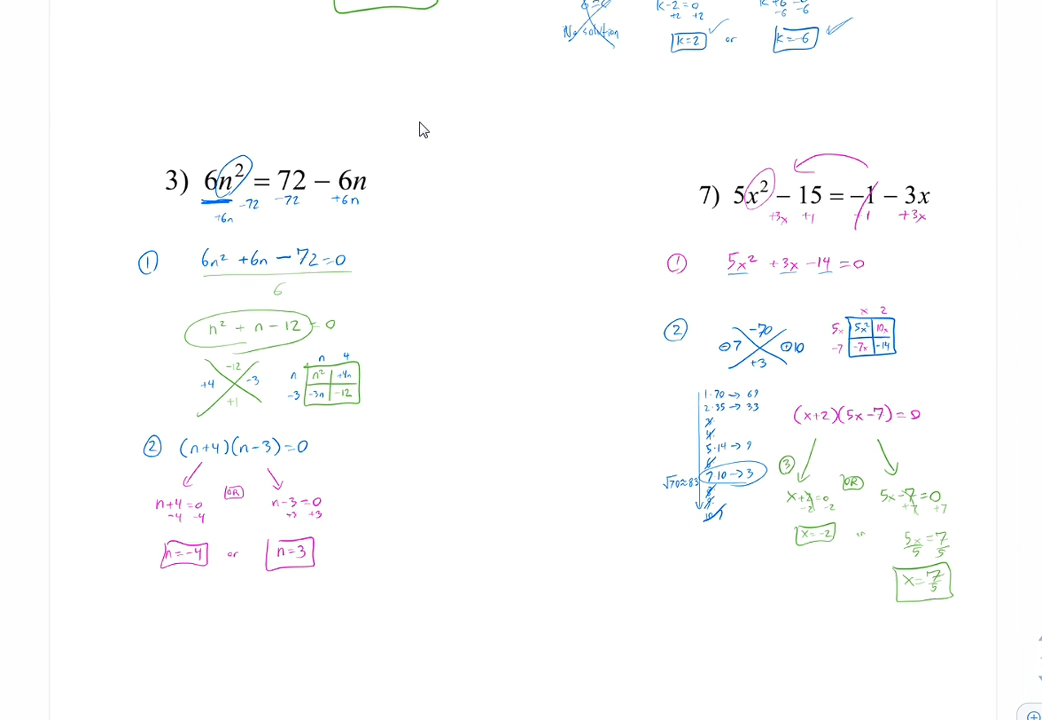 k-2=0
+2 +2
-6 -6
No solution
k=2 or k=-6
3) 6n² = 72 − 6n
+6n -72 -72 +6n
① 6n² +6n − 72=0
6
n² + n − 12 = 0
-12
+4 -3
+1
n 4
n n² +4n
-3 -3n -12
② (n+4)(n-3)=0
n+4=0 OR n-3=0
-4 -4 +3 +3
n=-4 or n=3
7) 5x² − 15 = −1 − 3x
+3x +1 +1 +3x
① 5x² +3x -14 =0
② -70
-7 +10
+3
x 2
5x 5x² 10x
-7 -7x -14
1·70 → 69
2·35 → 33
5·14 → 9
7 10 → 3
√70≈83
(x+2)(5x-7)=0
③
x+2=0 OR 5x-7=0
-2 -2 +7 +7
x=-2 or
5x = 7
5 5
x= 7
5